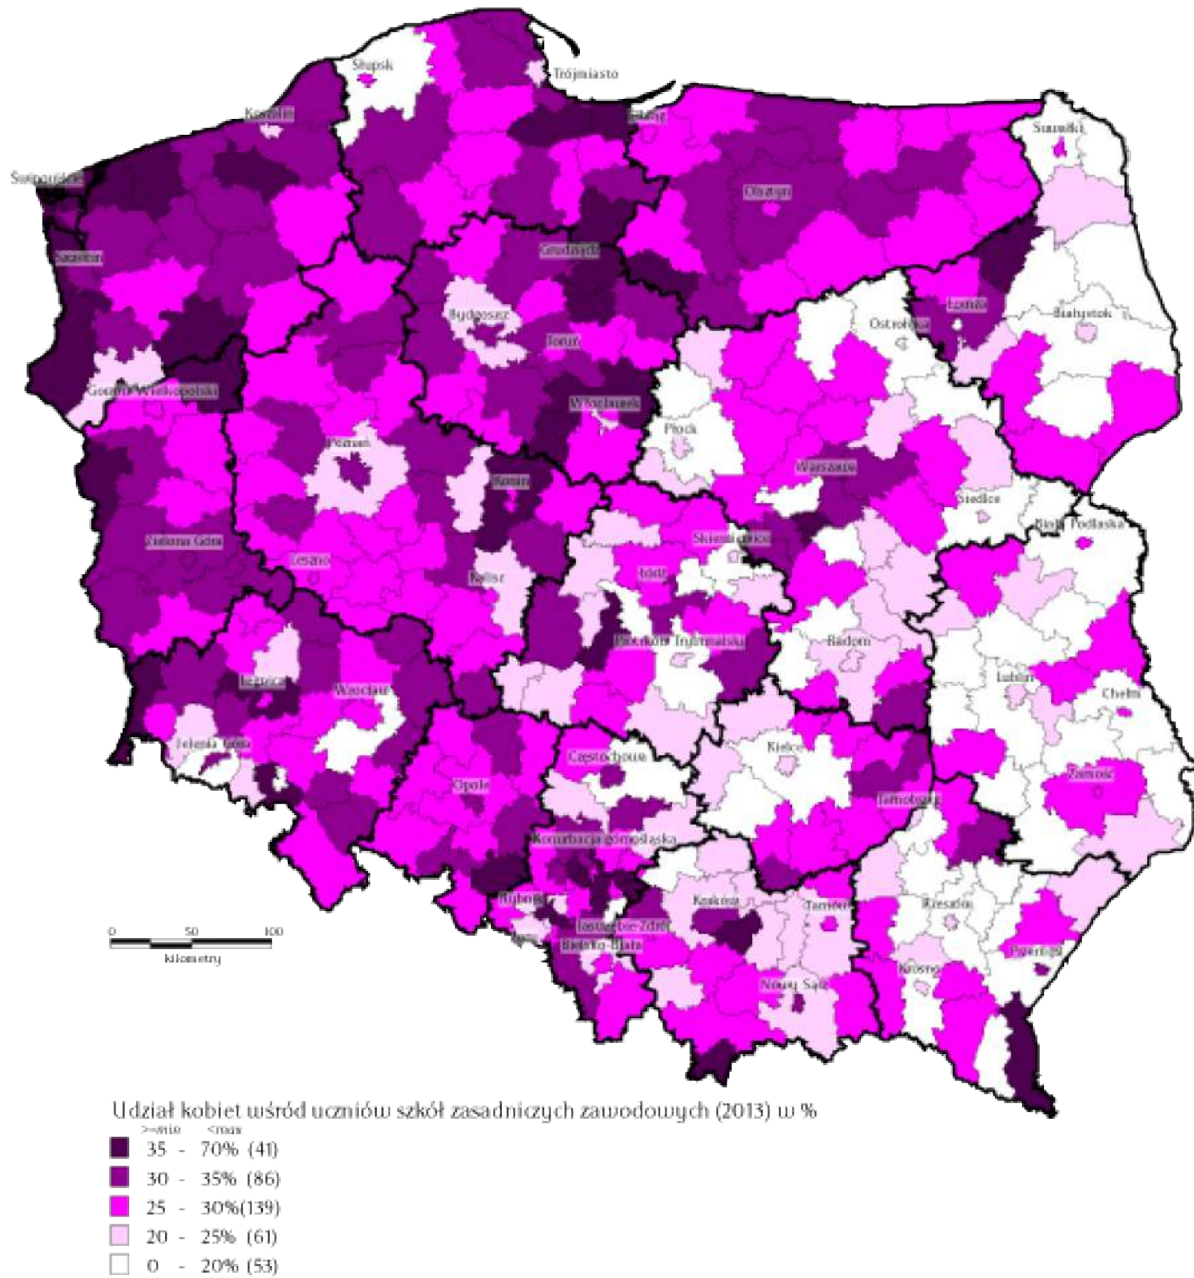 Słupsk
Trójmiasto
Koszalin
Elbląg
Suwałki
Świnoujście
Olsztyn
Szczecin
Grudziądz
Łomża
Bydgoszcz
Ostrołęka
Białystok
Toruń
Gorzów Wielkopolski
Włocławek
Płock
Poznań
Warszawa
Konin
Siedlce
Biała Podlaska
Zielona Góra
Skierniewice
Leszno
Kalisz
Łódź
Piotrków Trybunalski
Radom
Legnica
Wrocław
Lublin
Chełm
Jelenia Góra
Częstochowa
Kielce
Opole
Zamość
Tarnobrzeg
Konurbacja górnośląska
Rybnik
Kraków
Tarnów
Rzeszów
Jastrzębie-Zdrój
Bielsko-Biała
Przemyśl
Krosno
Nowy Sącz
0 50 100
kilometry
Udział kobiet wśród uczniów szkół zasadniczych zawodowych (2013) w %
>=min <max
35 - 70% (41)
30 - 35% (86)
25 - 30%(139)
20 - 25% (61)
0 - 20% (53)